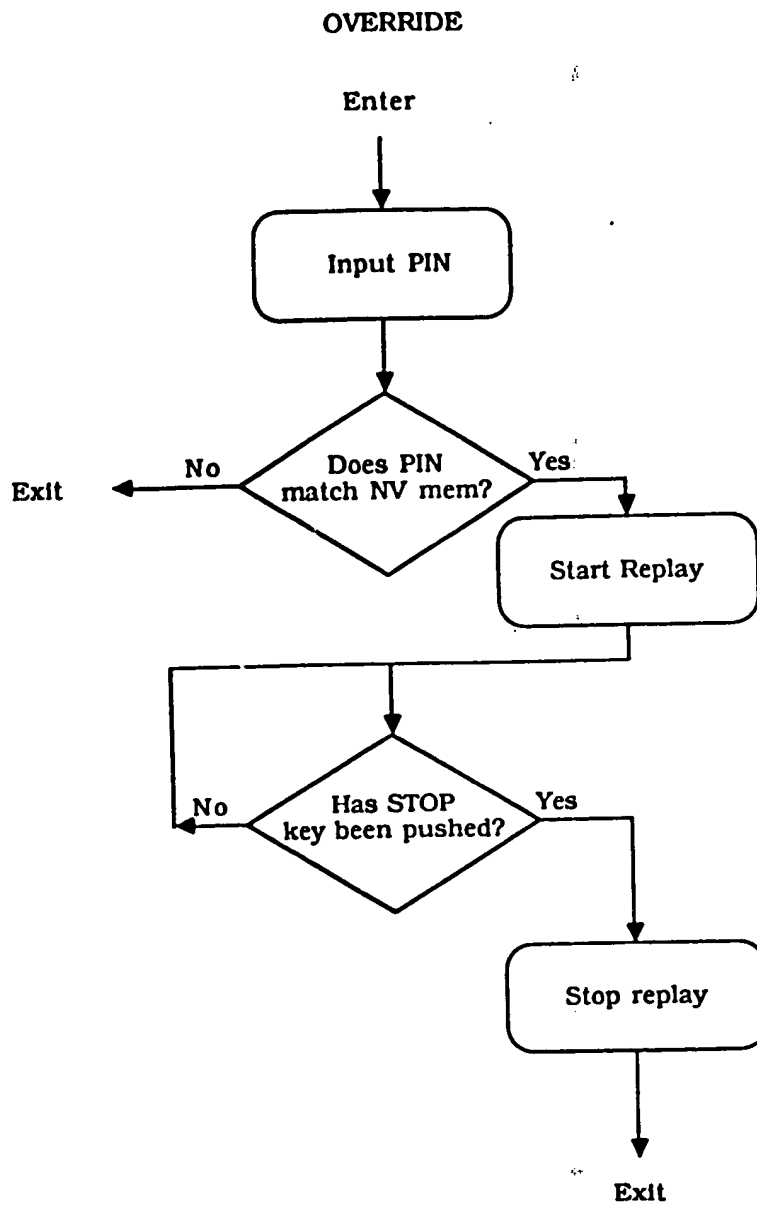 OVERRIDE
Enter
Input PIN
Does PIN
match NV mem?
No
Yes
Exit
Start Replay
Has STOP
key been pushed?
No
Yes
Stop replay
Exit